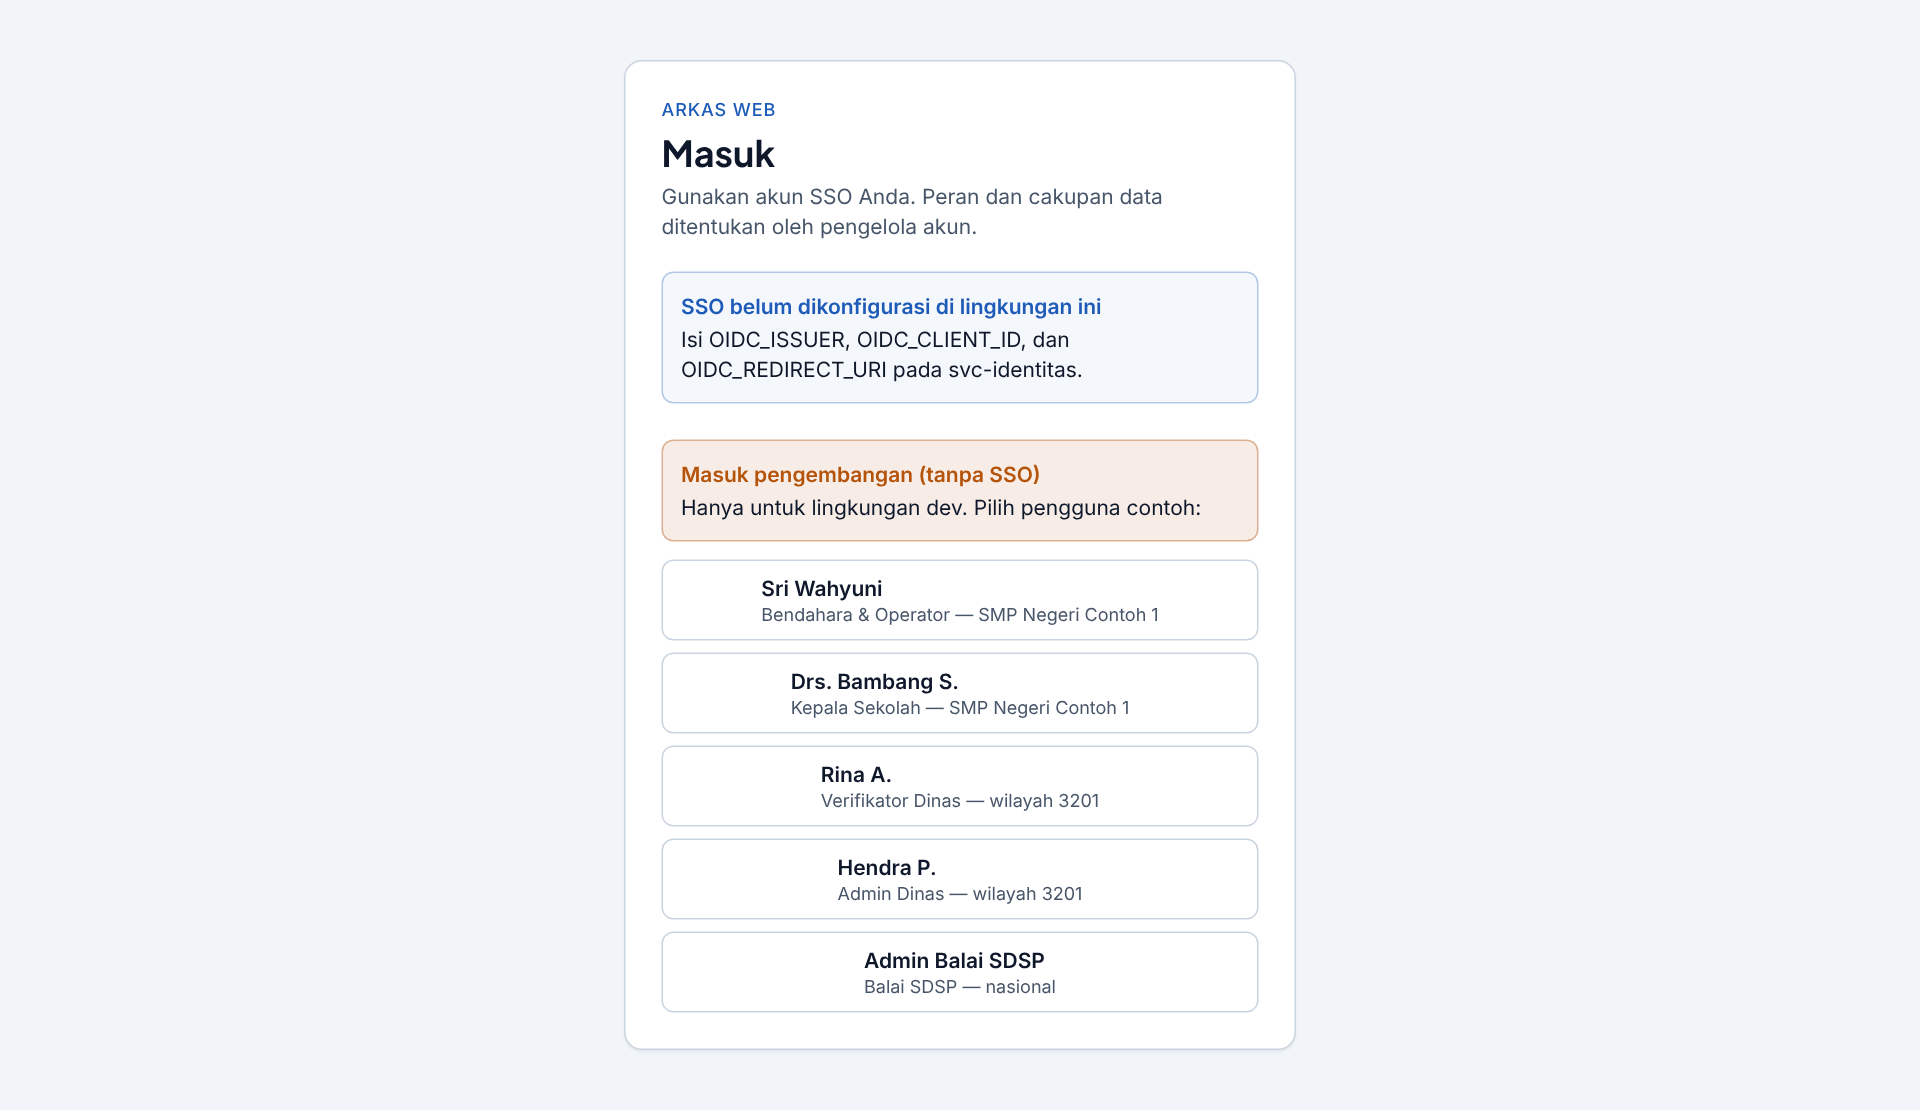 ARKAS WEB
Masuk
Gunakan akun SSO Anda. Peran dan cakupan data
ditentukan oleh pengelola akun.
SSO belum dikonfigurasi di lingkungan ini
Isi OIDC_ISSUER, OIDC_CLIENT_ID, dan
OIDC_REDIRECT_URI pada svc-identitas.
Masuk pengembangan (tanpa SSO)
Hanya untuk lingkungan dev. Pilih pengguna contoh:
Sri Wahyuni
Bendahara & Operator — SMP Negeri Contoh 1
Drs. Bambang S.
Kepala Sekolah — SMP Negeri Contoh 1
Rina A.
Verifikator Dinas — wilayah 3201
Hendra P.
Admin Dinas — wilayah 3201
Admin Balai SDSP
Balai SDSP — nasional